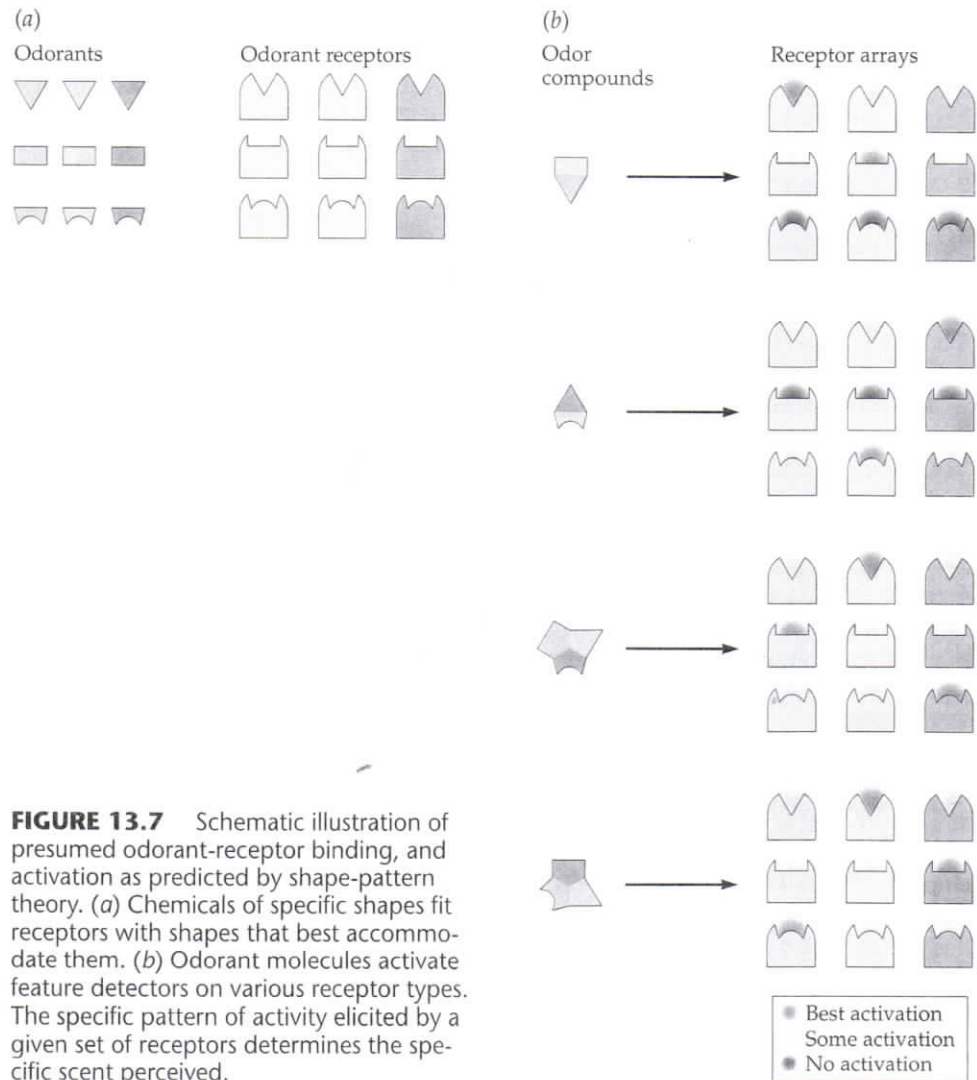 (a)
Odorants
Odorant receptors
(b)
Odor
compounds
Receptor arrays
FIGURE 13.7 Schematic illustration of
presumed odorant-receptor binding, and
activation as predicted by shape-pattern
theory. (a) Chemicals of specific shapes fit
receptors with shapes that best accommo-
date them. (b) Odorant molecules activate
feature detectors on various receptor types.
The specific pattern of activity elicited by a
given set of receptors determines the spe-
cific scent perceived.
Best activation
Some activation
No activation